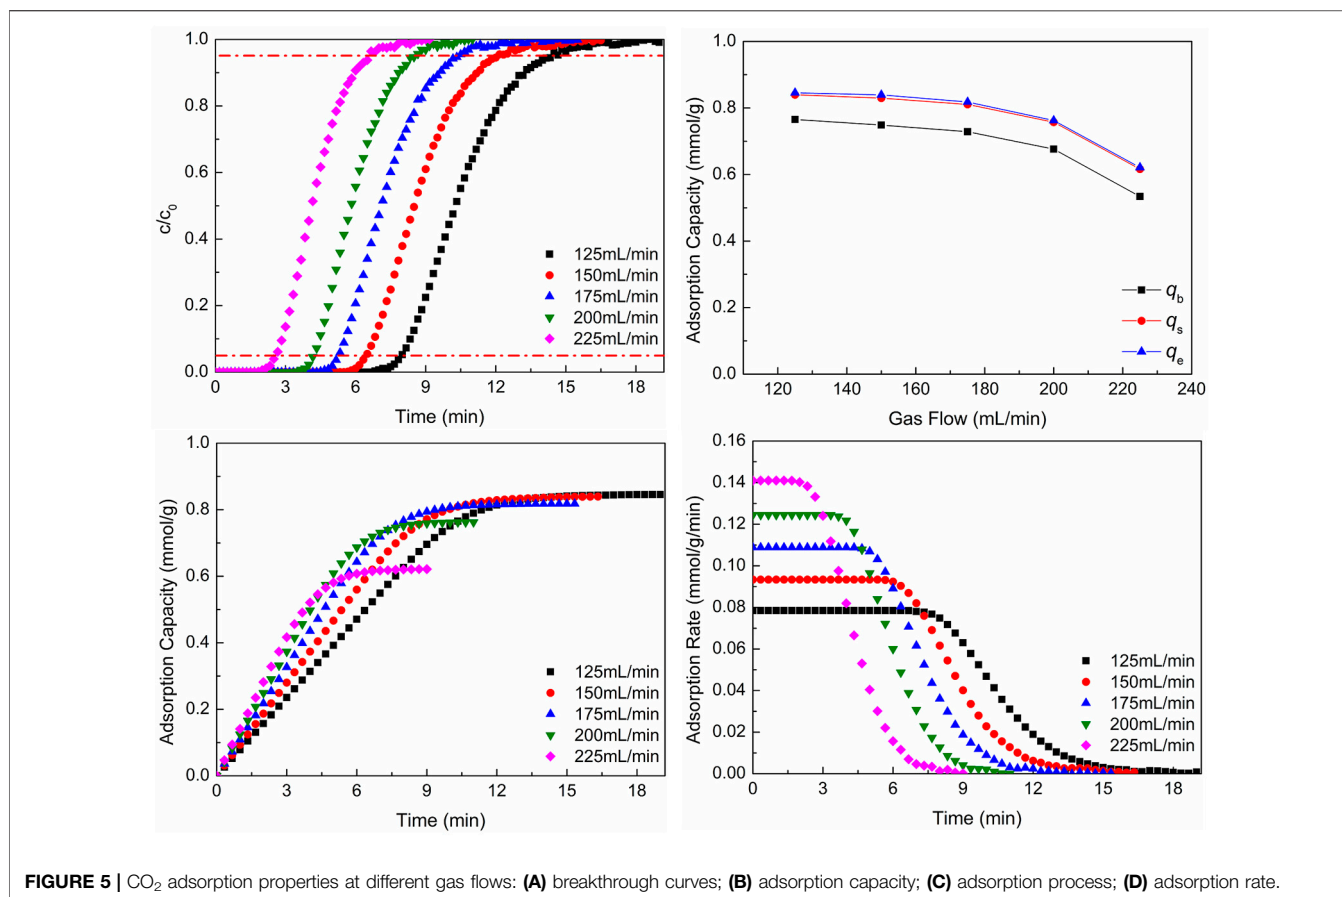 1.0
0.8
0.6
0.4
0.2
0.0
c/c0
0 3 6 9 12 15 18
Time (min)
125mL/min
150mL/min
175mL/min
200mL/min
225mL/min
1.0
0.8
0.6
0.4
0.2
0.0
Adsorption Capacity (mmol/g)
120 140 160 180 200 220 240
Gas Flow (mL/min)
qb
qs
qe
1.0
0.8
0.6
0.4
0.2
0.0
Adsorption Capacity (mmol/g)
0 3 6 9 12 15 18
Time (min)
125mL/min
150mL/min
175mL/min
200mL/min
225mL/min
0.16
0.14
0.12
0.10
0.08
0.06
0.04
0.02
0.00
Adsorption Rate (mmol/g/min)
0 3 6 9 12 15 18
Time (min)
125mL/min
150mL/min
175mL/min
200mL/min
225mL/min
FIGURE 5 | CO2 adsorption properties at different gas flows: (A) breakthrough curves; (B) adsorption capacity; (C) adsorption process; (D) adsorption rate.